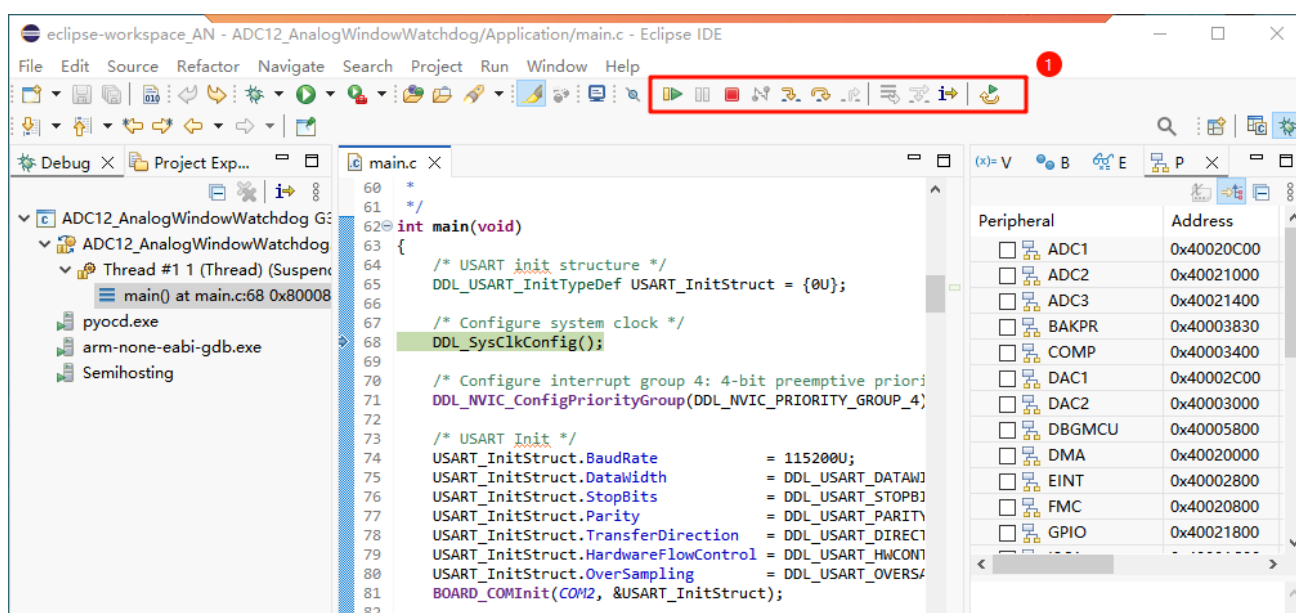 eclipse-workspace_AN - ADC12_AnalogWindowWatchdog/Application/main.c - Eclipse IDE
File Edit Source Refactor Navigate Search Project Run Window Help
1
Debug
Project Exp...
main.c
(x)= V
B
E
P
ADC12_AnalogWindowWatchdog G3
ADC12_AnalogWindowWatchdog
Thread #1 1 (Thread) (Suspend
main() at main.c:68 0x80008
pyocd.exe
arm-none-eabi-gdb.exe
Semihosting
60 *
61 */
62 int main(void)
63 {
64 /* USART init structure */
65 DDL_USART_InitTypeDef USART_InitStruct = {0U};
66
67 /* Configure system clock */
68 DDL_SysClkConfig();
69
70 /* Configure interrupt group 4: 4-bit preemptive priori
71 DDL_NVIC_ConfigPriorityGroup(DDL_NVIC_PRIORITY_GROUP_4)
72
73 /* USART Init */
74 USART_InitStruct.BaudRate = 115200U;
75 USART_InitStruct.DataWidth = DDL_USART_DATAWI
76 USART_InitStruct.StopBits = DDL_USART_STOPBI
77 USART_InitStruct.Parity = DDL_USART_PARITY
78 USART_InitStruct.TransferDirection = DDL_USART_DIRECT
79 USART_InitStruct.HardwareFlowControl = DDL_USART_HWCONT
80 USART_InitStruct.OverSampling = DDL_USART_OVERSA
81 BOARD_COMInit(COM2, &USART_InitStruct);
82
Peripheral Address
ADC1 0x40020C00
ADC2 0x40021000
ADC3 0x40021400
BAKPR 0x40003830
COMP 0x40003400
DAC1 0x40002C00
DAC2 0x40003000
DBGMCU 0x40005800
DMA 0x40020000
EINT 0x40002800
FMC 0x40020800
GPIO 0x40021800